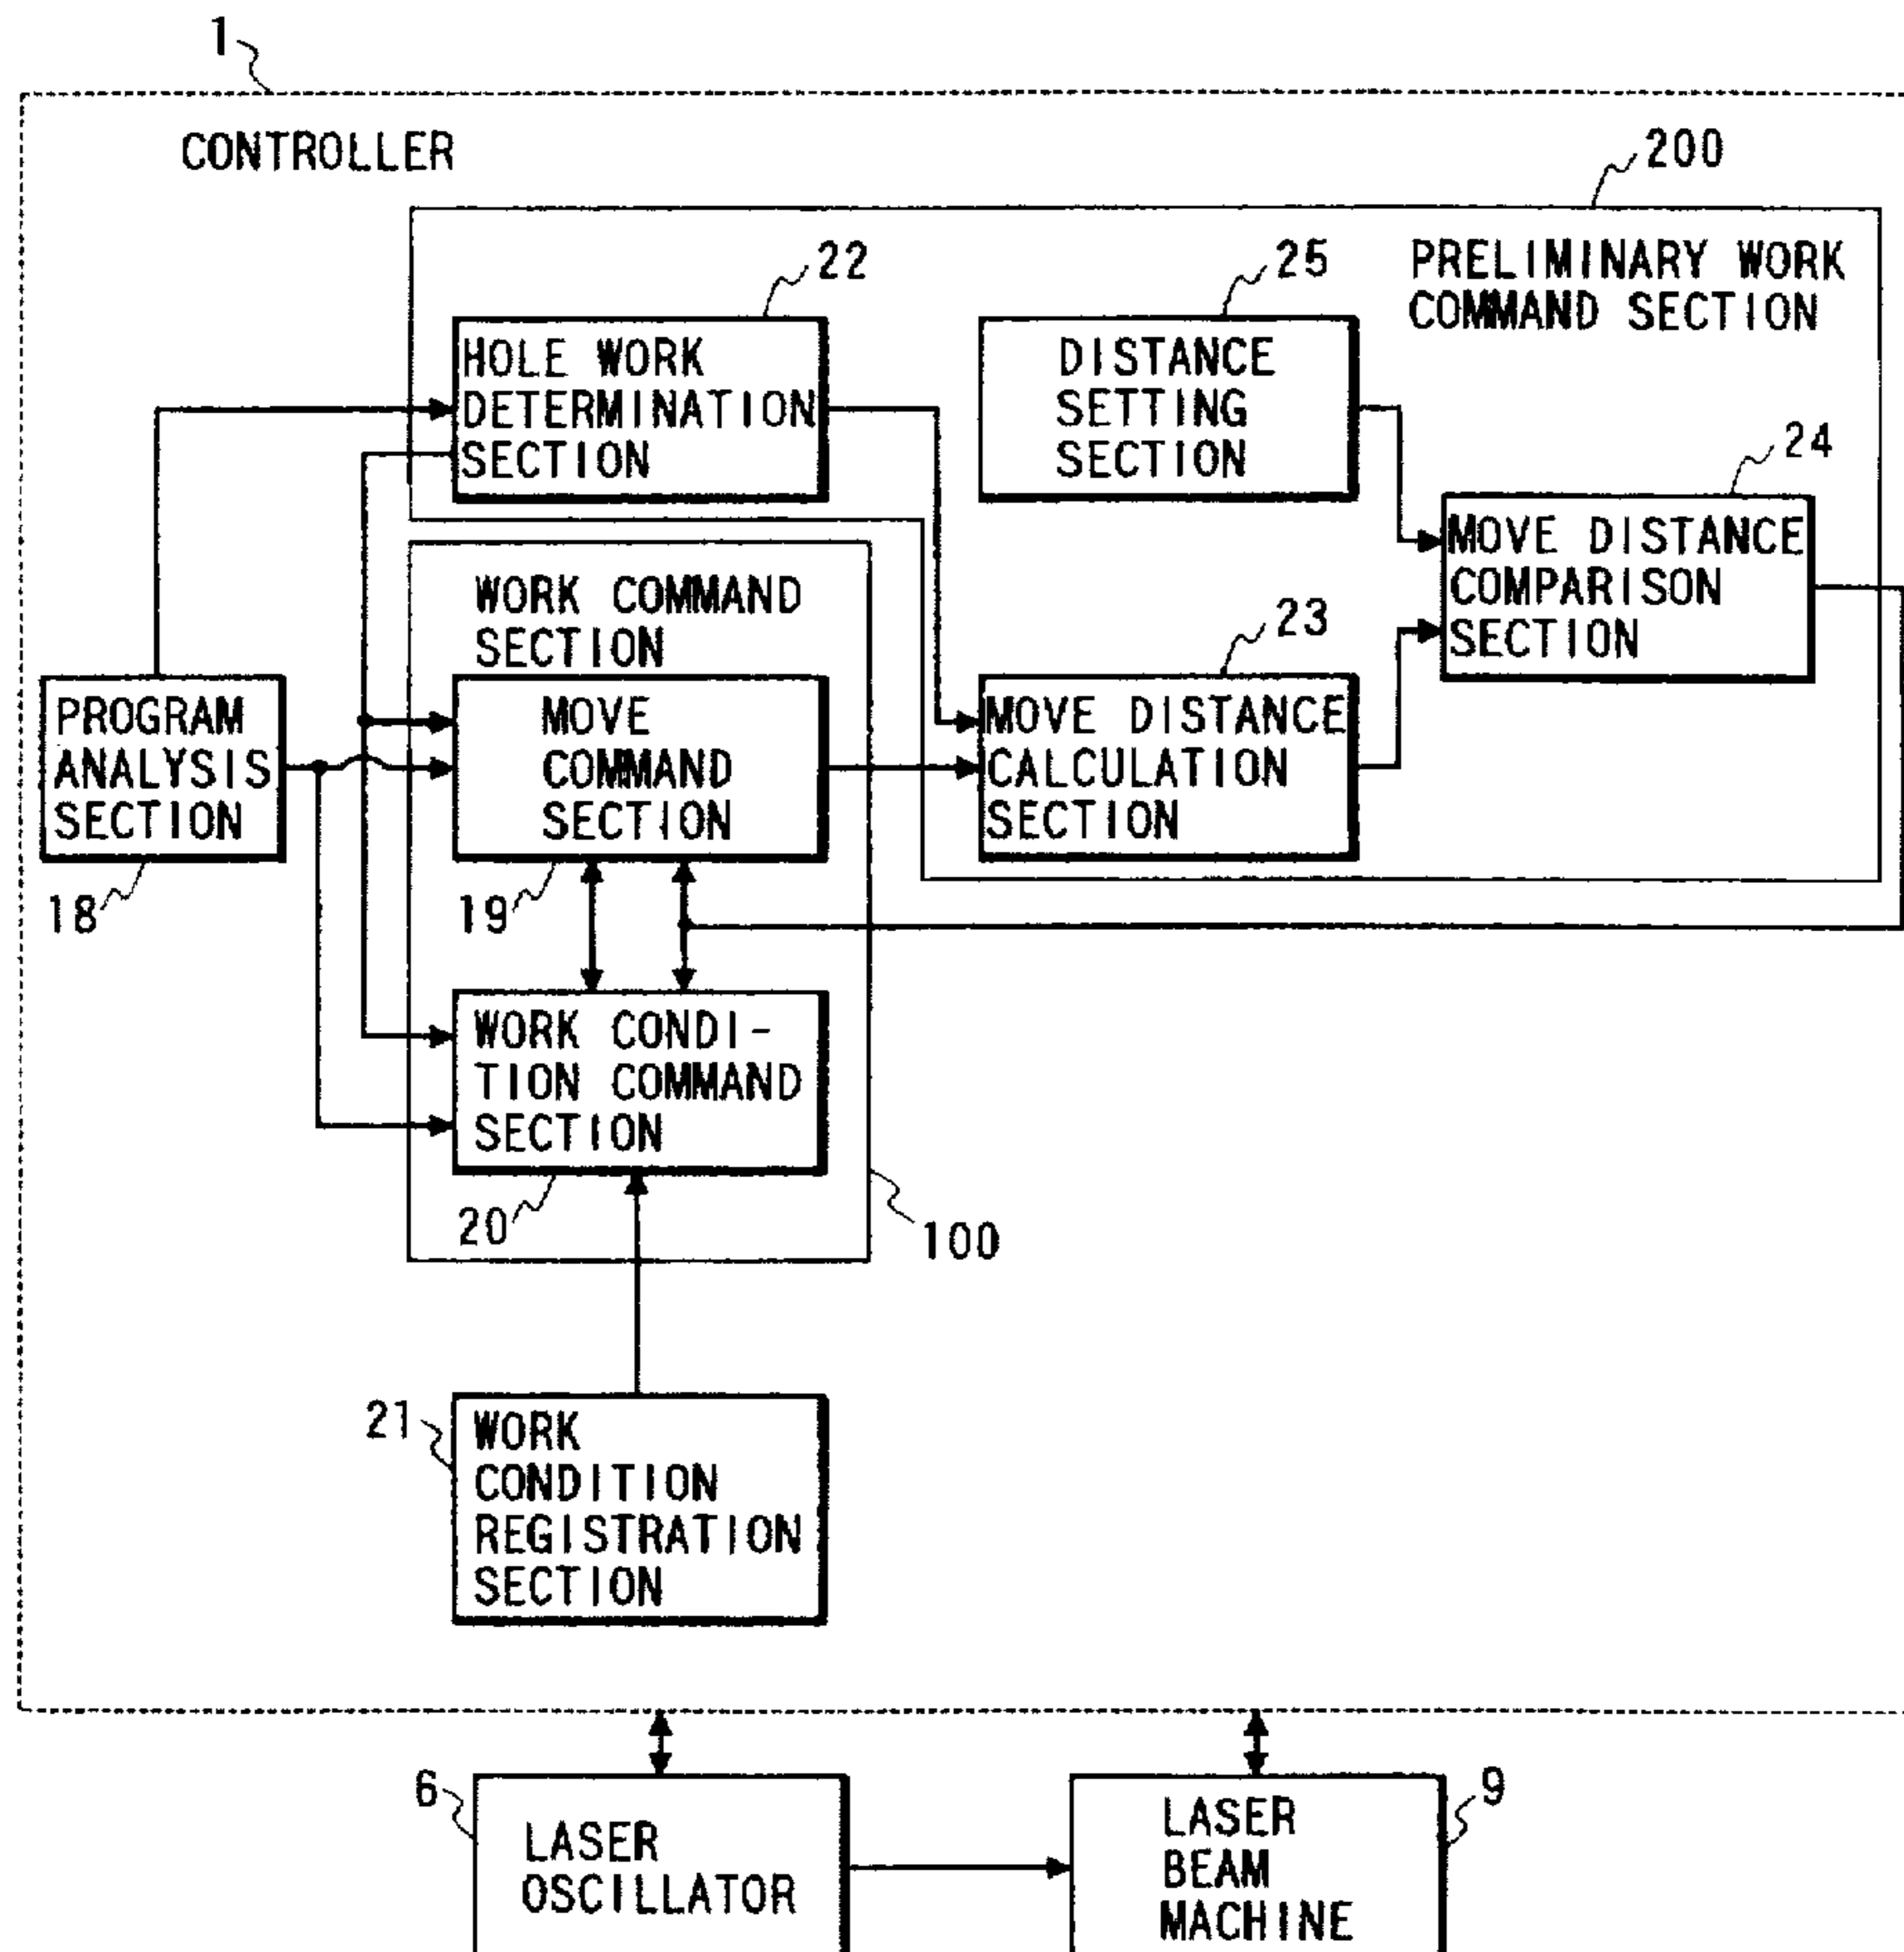 1
CONTROLLER
200
PRELIMINARY WORK
COMMAND SECTION
22
HOLE WORK
DETERMINATION
SECTION
25
DISTANCE
SETTING
SECTION
24
MOVE DISTANCE
COMPARISON
SECTION
WORK COMMAND
SECTION
23
MOVE DISTANCE
CALCULATION
SECTION
PROGRAM
ANALYSIS
SECTION
18
MOVE
COMMAND
SECTION
19
WORK CONDI-
TION COMMAND
SECTION
20
100
21
WORK
CONDITION
REGISTRATION
SECTION
6
LASER
OSCILLATOR
9
LASER
BEAM
MACHINE